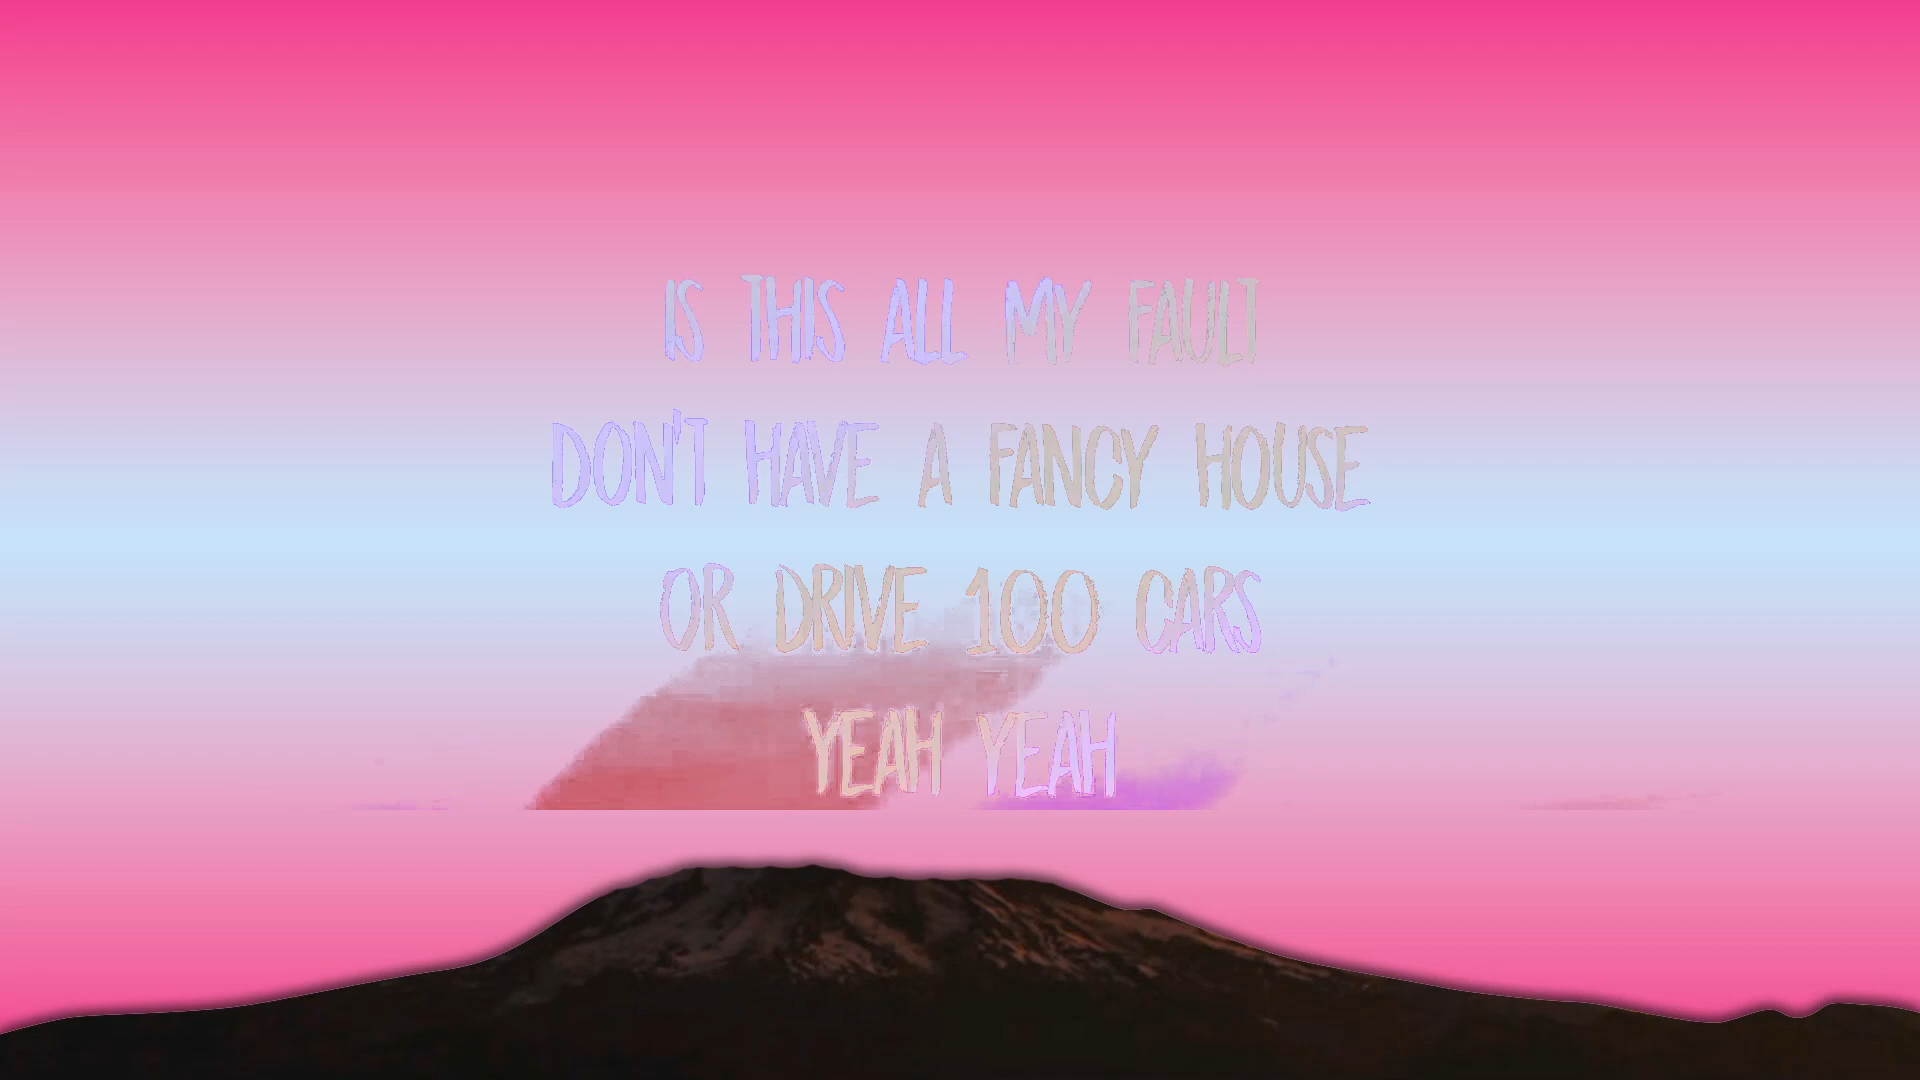 IS THIS ALL MY FAULT
DON'T HAVE A FANCY HOUSE
OR DRIVE 100 CARS
YEAH YEAH